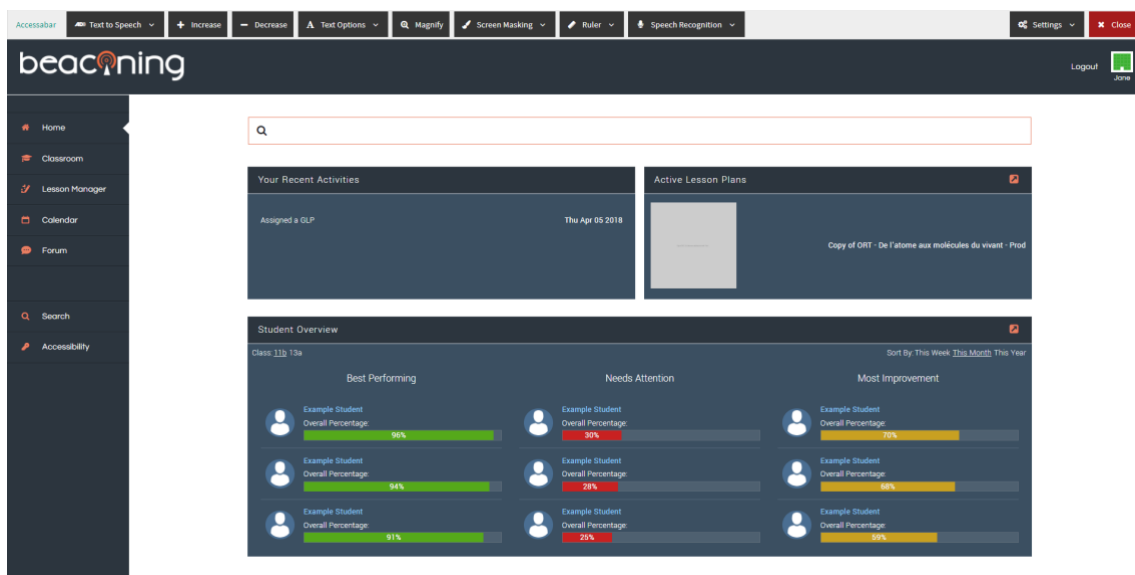 Accessabar Text to Speech Increase Decrease Text Options Magnify Screen Masking Ruler Speech Recognition Settings Close
beaconing
Logout
Jane
Home
Classroom
Lesson Manager
Calendar
Forum
Search
Accessibility
Your Recent Activities
Assigned a GLP Thu Apr 05 2018
Active Lesson Plans
Copy of ORT - De l'atome aux molécules du vivant - Prod
Student Overview
Class: 11b 13a Sort By: This Week This Month This Year
Best Performing Needs Attention Most Improvement
Example Student Example Student Example Student
Overall Percentage: Overall Percentage: Overall Percentage:
96% 30% 70%
Example Student Example Student Example Student
Overall Percentage: Overall Percentage: Overall Percentage:
94% 28% 68%
Example Student Example Student Example Student
Overall Percentage: Overall Percentage: Overall Percentage:
91% 25% 59%